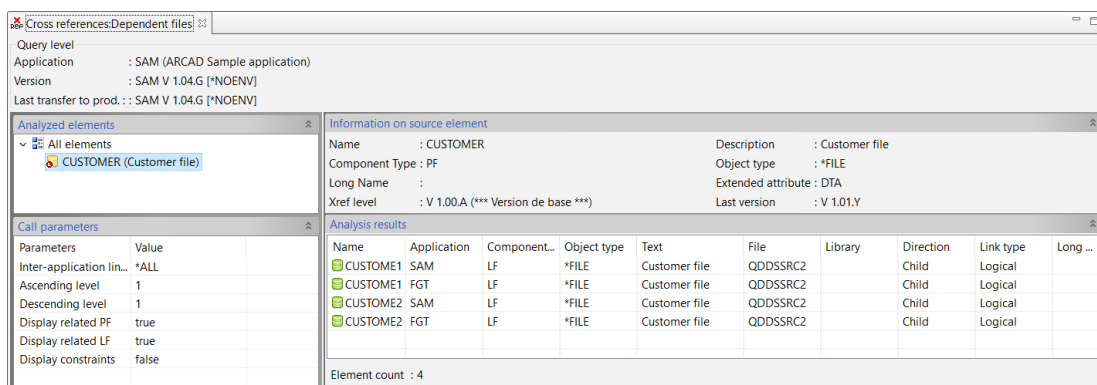 Cross references:Dependent files
Query level
Application : SAM (ARCAD Sample application)
Version : SAM V 1.04.G [*NOENV]
Last transfer to prod. : : SAM V 1.04.G [*NOENV]
Analyzed elements
All elements
CUSTOMER (Customer file)
Information on source element
Name : CUSTOMER Description : Customer file
Component Type : PF Object type : *FILE
Long Name : Extended attribute : DTA
Xref level : V 1.00.A (*** Version de base ***) Last version : V 1.01.Y
Call parameters
Parameters Value
Inter-application lin... *ALL
Ascending level 1
Descending level 1
Display related PF true
Display related LF true
Display constraints false
Analysis results
Name Application Component... Object type Text File Library Direction Link type Long ...
CUSTOME1 SAM LF *FILE Customer file QDDSSRC2 Child Logical
CUSTOME1 FGT LF *FILE Customer file QDDSSRC2 Child Logical
CUSTOME2 SAM LF *FILE Customer file QDDSSRC2 Child Logical
CUSTOME2 FGT LF *FILE Customer file QDDSSRC2 Child Logical
Element count : 4